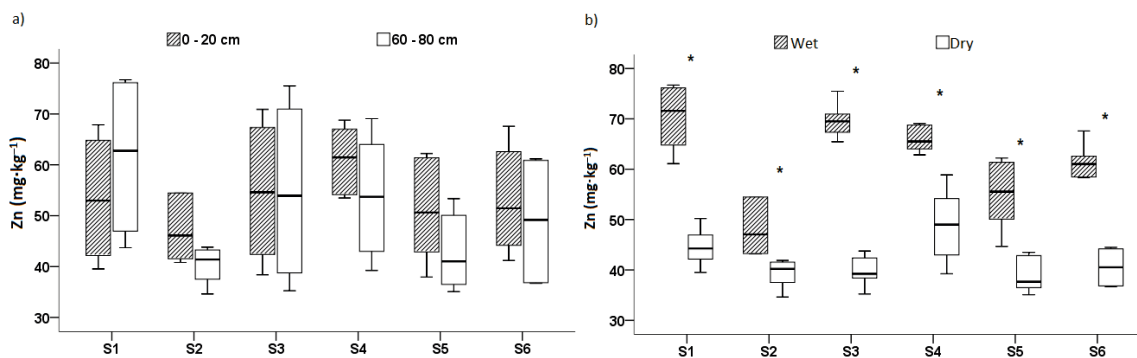 a)
0 - 20 cm
60 - 80 cm
Zn (mg·kg⁻¹)
80
70
60
50
40
30
S1 S2 S3 S4 S5 S6
b)
Wet
Dry
Zn (mg·kg⁻¹)
80
70
60
50
40
30
* * * * * *
S1 S2 S3 S4 S5 S6